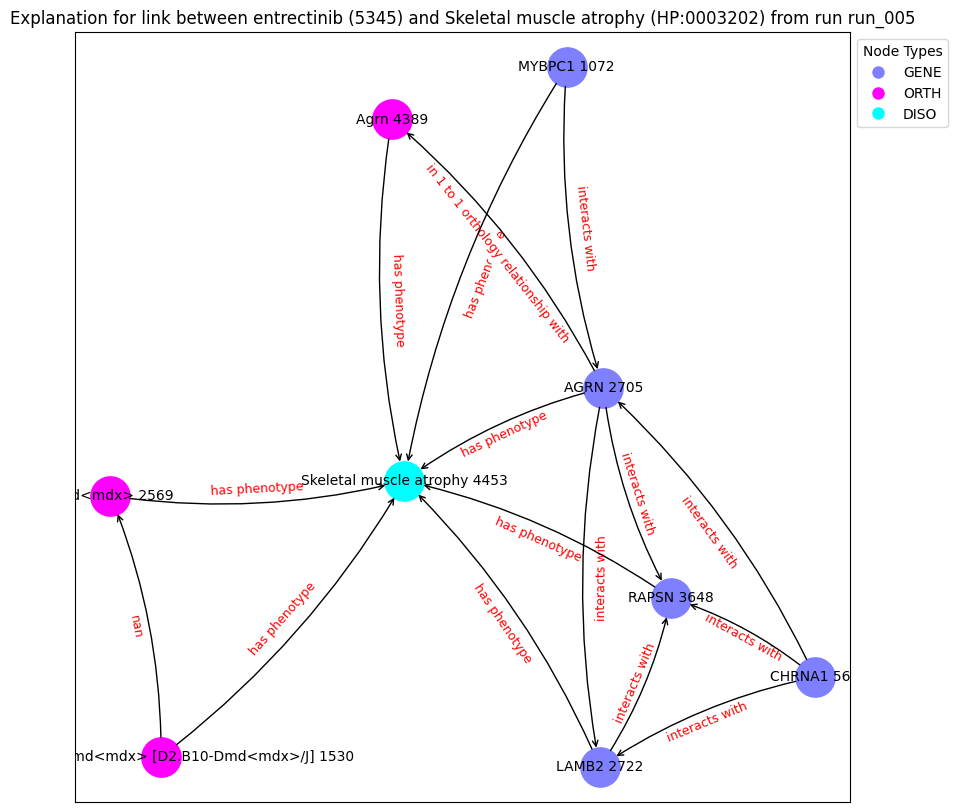 Explanation for link between entrectinib (5345) and Skeletal muscle atrophy (HP:0003202) from run run_005
Node Types
GENE
ORTH
DISO
MYBPC1 1072
Agrn 4389
in 1 to 1 orthology relationship with
interacts with
has phenotype
has phen
AGRN 2705
has phenotype
Skeletal muscle atrophy 4453
d<mdx> 2569
has phenotype
interacts with
interacts with
has phenotype
interacts with
has phenotype
RAPSN 3648
nan
has phenotype
interacts with
interacts with
CHRNA1 56
interacts with
md<mdx> [D2.B10-Dmd<mdx>/J] 1530
LAMB2 2722